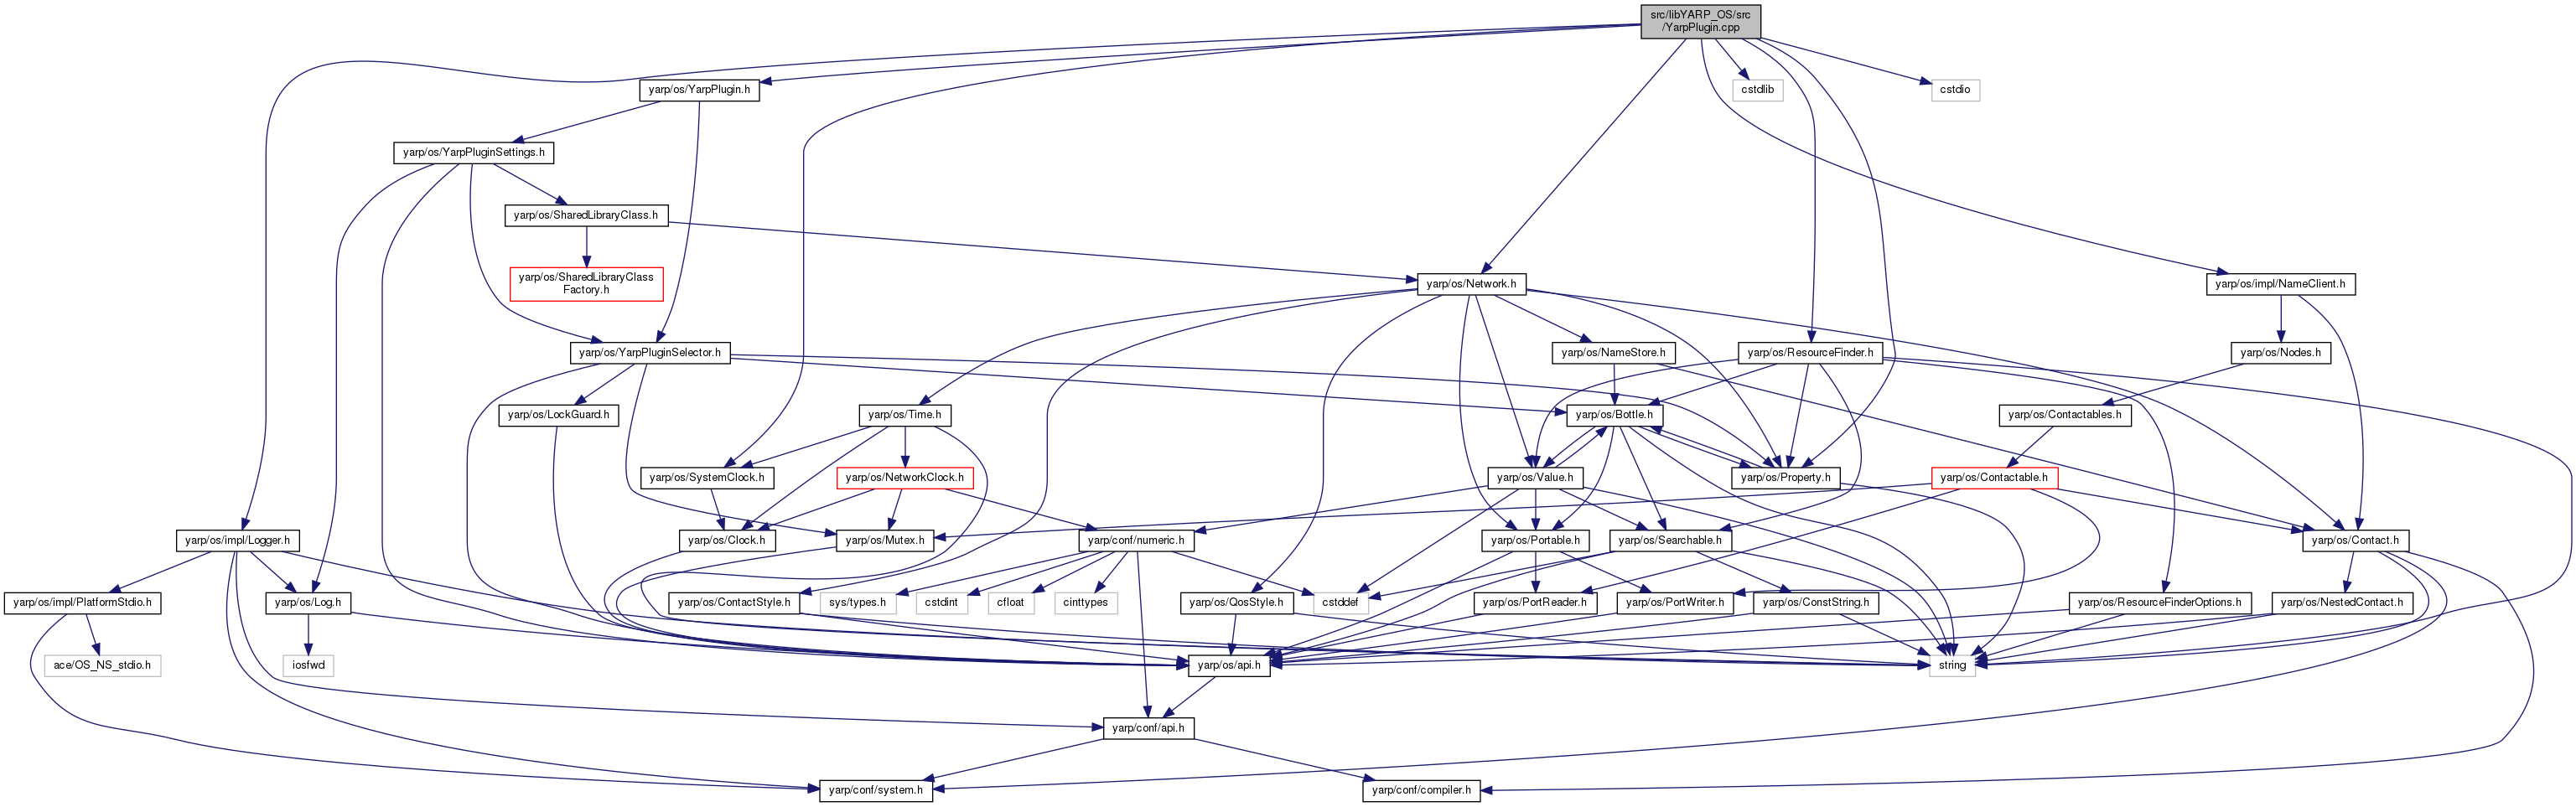 src/libYARP_OS/src
/YarpPlugin.cpp
yarp/os/YarpPlugin.h
cstdlib
cstdio
yarp/os/YarpPluginSettings.h
yarp/os/SharedLibraryClass.h
yarp/os/SharedLibraryClass
Factory.h
yarp/os/Network.h
yarp/os/impl/NameClient.h
yarp/os/YarpPluginSelector.h
yarp/os/NameStore.h
yarp/os/ResourceFinder.h
yarp/os/Nodes.h
yarp/os/LockGuard.h
yarp/os/Time.h
yarp/os/Bottle.h
yarp/os/Contactables.h
yarp/os/SystemClock.h
yarp/os/NetworkClock.h
yarp/os/Value.h
yarp/os/Property.h
yarp/os/Contactable.h
yarp/os/impl/Logger.h
yarp/os/Clock.h
yarp/os/Mutex.h
yarp/conf/numeric.h
yarp/os/Portable.h
yarp/os/Searchable.h
yarp/os/Contact.h
yarp/os/impl/PlatformStdio.h
yarp/os/Log.h
yarp/os/ContactStyle.h
sys/types.h
cstdint
cfloat
cinttypes
yarp/os/QosStyle.h
cstddef
yarp/os/PortReader.h
yarp/os/PortWriter.h
yarp/os/ConstString.h
yarp/os/ResourceFinderOptions.h
yarp/os/NestedContact.h
ace/OS_NS_stdio.h
iosfwd
yarp/os/api.h
string
yarp/conf/api.h
yarp/conf/system.h
yarp/conf/compiler.h